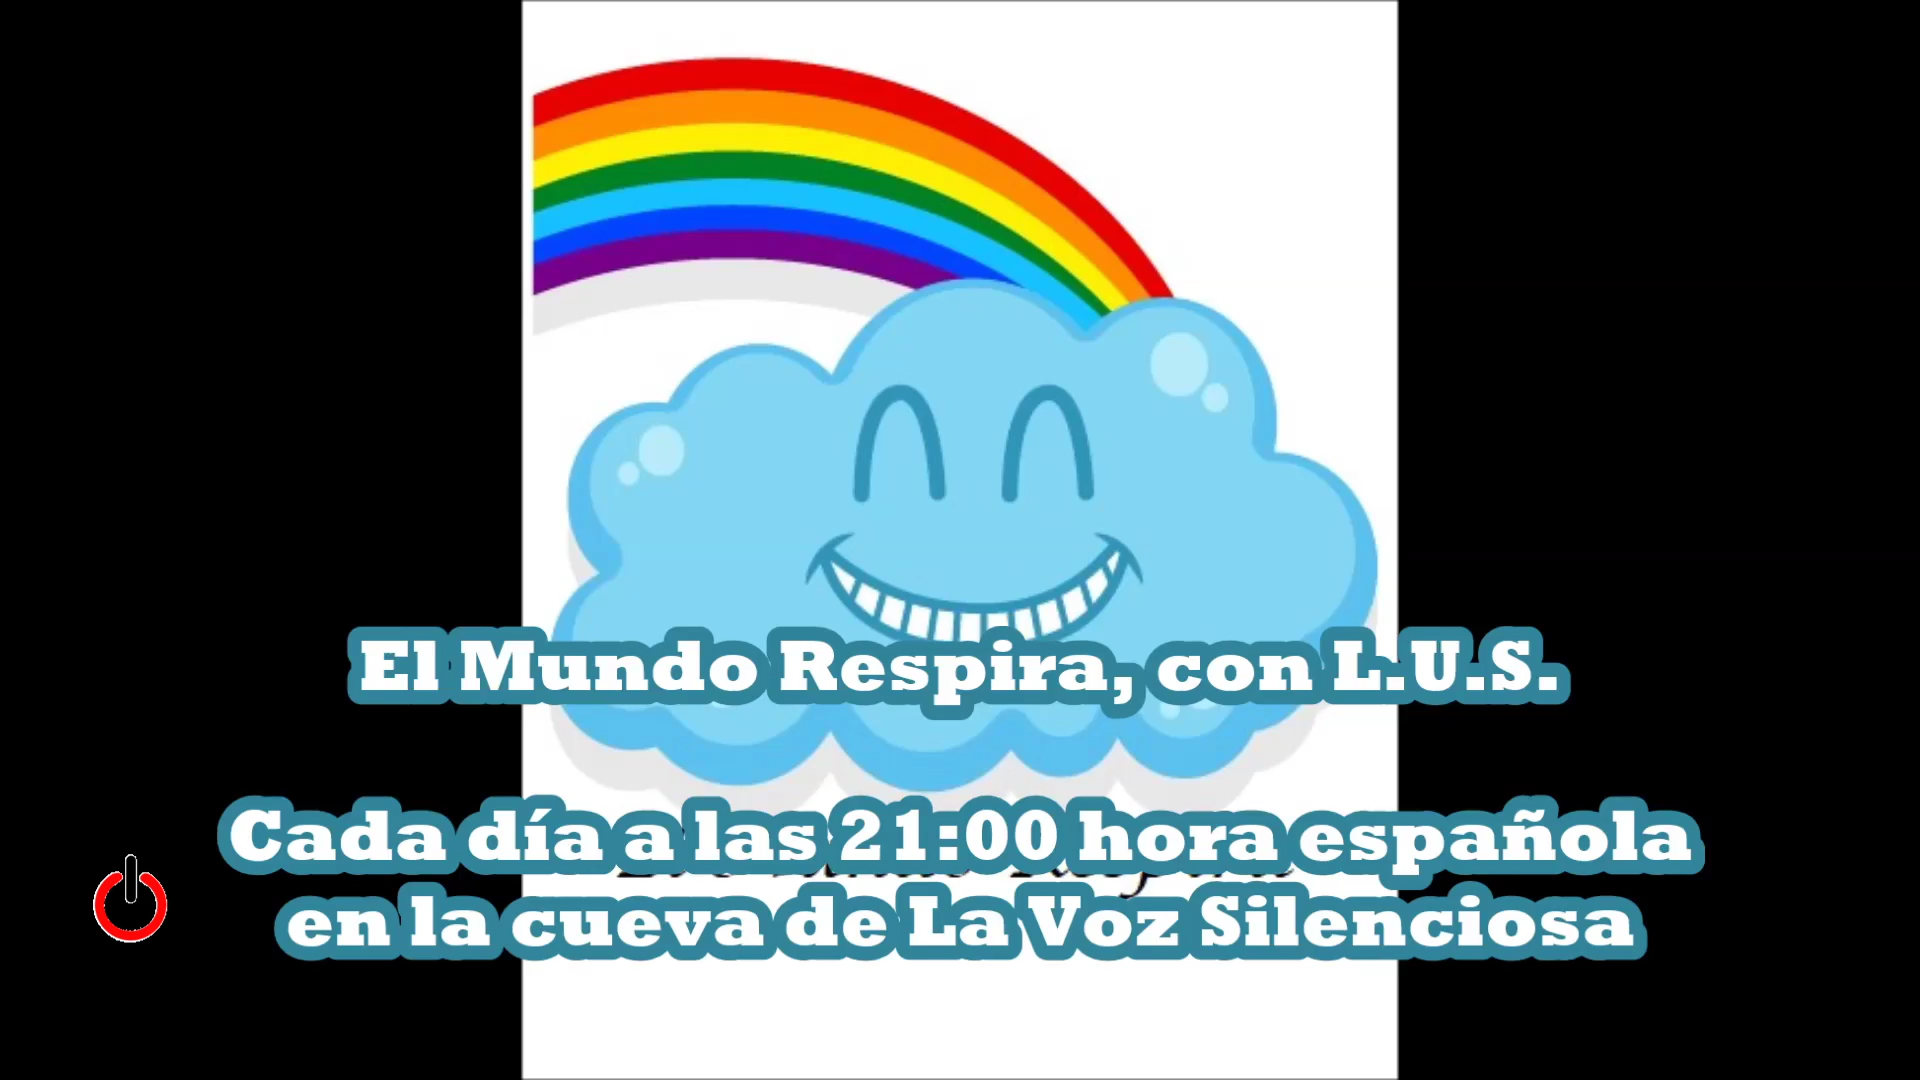 El Mundo Respira, con L.U.S.
Cada día a las 21:00 hora española
en la cueva de La Voz Silenciosa